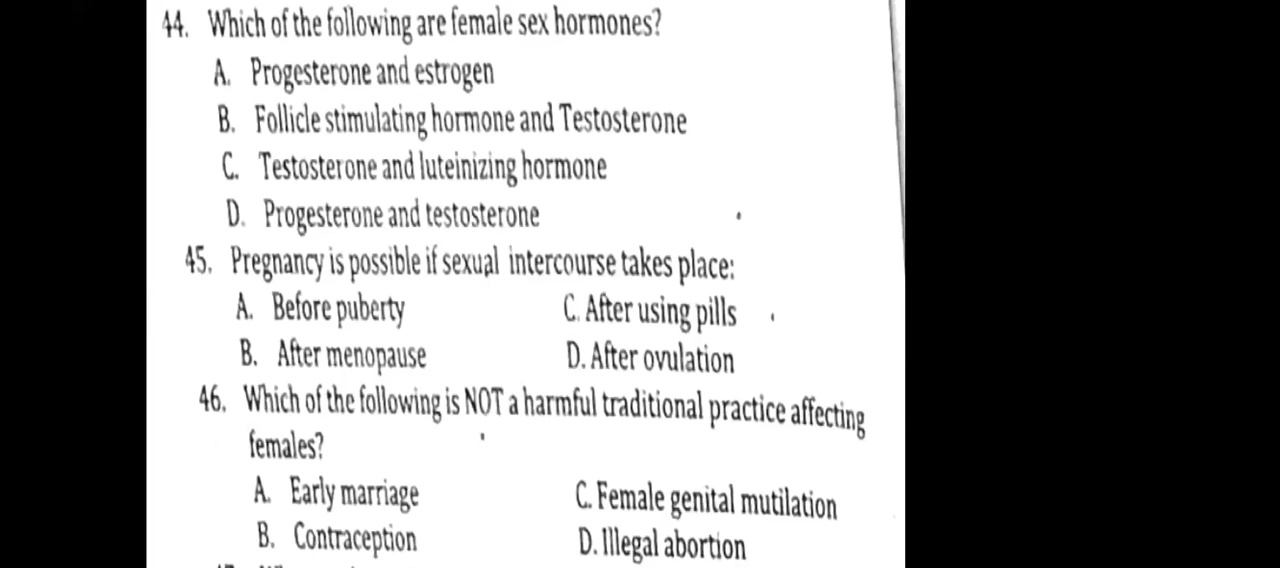 44. Which of the following are female sex hormones?
A. Progesterone and estrogen
B. Follicle stimulating hormone and Testosterone
C. Testosterone and luteinizing hormone
D. Progesterone and testosterone
45. Pregnancy is possible if sexual intercourse takes place:
A. Before puberty C. After using pills
B. After menopause D. After ovulation
46. Which of the following is NOT a harmful traditional practice affecting
females?
A. Early marriage C. Female genital mutilation
B. Contraception D. Illegal abortion